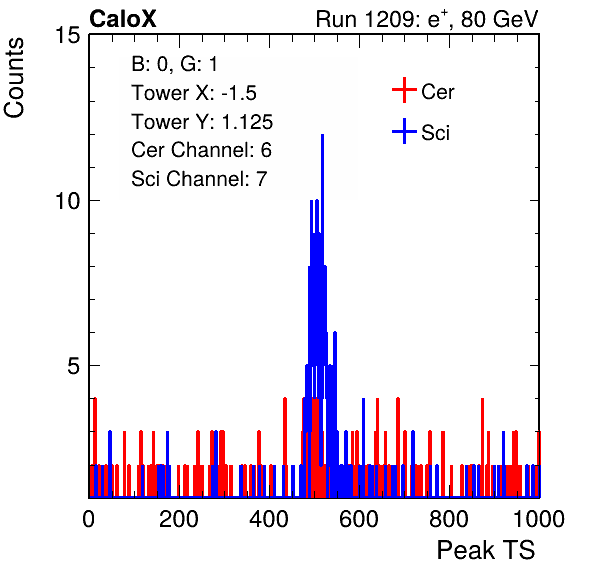 CaloX
Run 1209: e+, 80 GeV
Counts
15
10
5
B: 0, G: 1
Tower X: -1.5
Tower Y: 1.125
Cer Channel: 6
Sci Channel: 7
Cer
Sci
0 200 400 600 800 1000
Peak TS